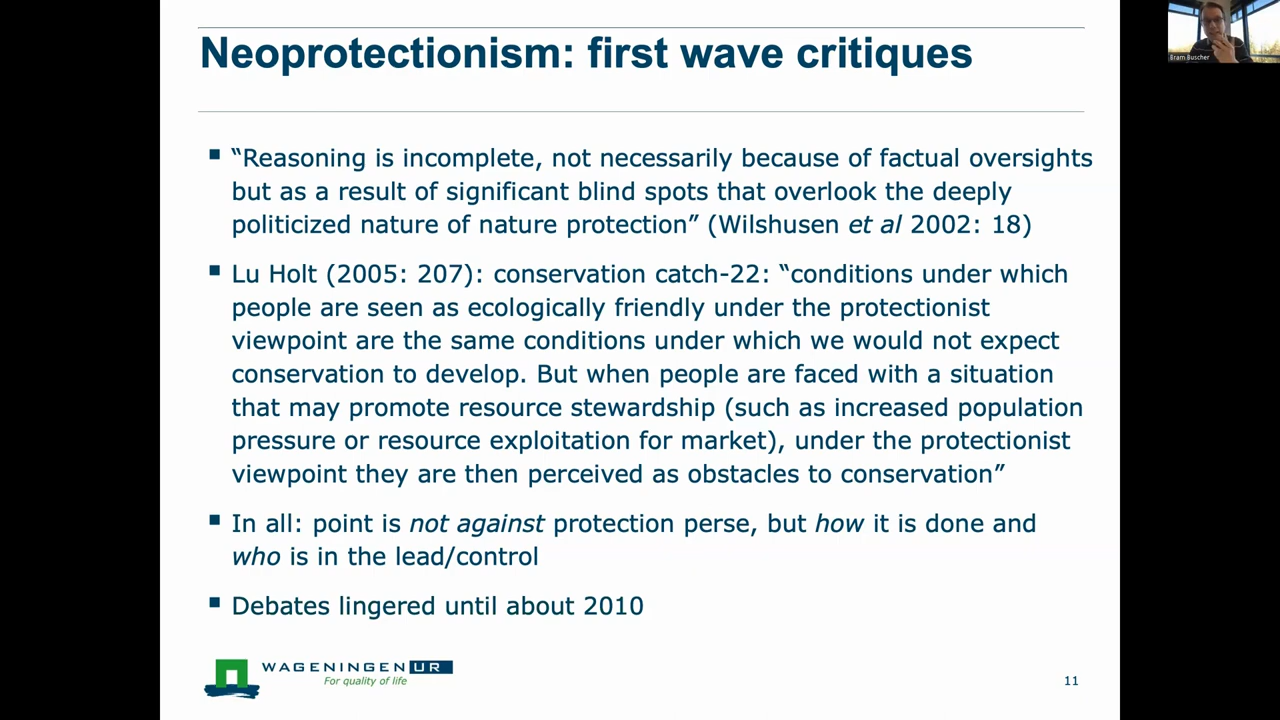 Neoprotectionism: first wave critiques
Bram Buscher
▪ “Reasoning is incomplete, not necessarily because of factual oversights
but as a result of significant blind spots that overlook the deeply
politicized nature of nature protection” (Wilshusen et al 2002: 18)
▪ Lu Holt (2005: 207): conservation catch-22: “conditions under which
people are seen as ecologically friendly under the protectionist
viewpoint are the same conditions under which we would not expect
conservation to develop. But when people are faced with a situation
that may promote resource stewardship (such as increased population
pressure or resource exploitation for market), under the protectionist
viewpoint they are then perceived as obstacles to conservation”
▪ In all: point is not against protection perse, but how it is done and
who is in the lead/control
▪ Debates lingered until about 2010
WAGENINGEN UR
For quality of life
11